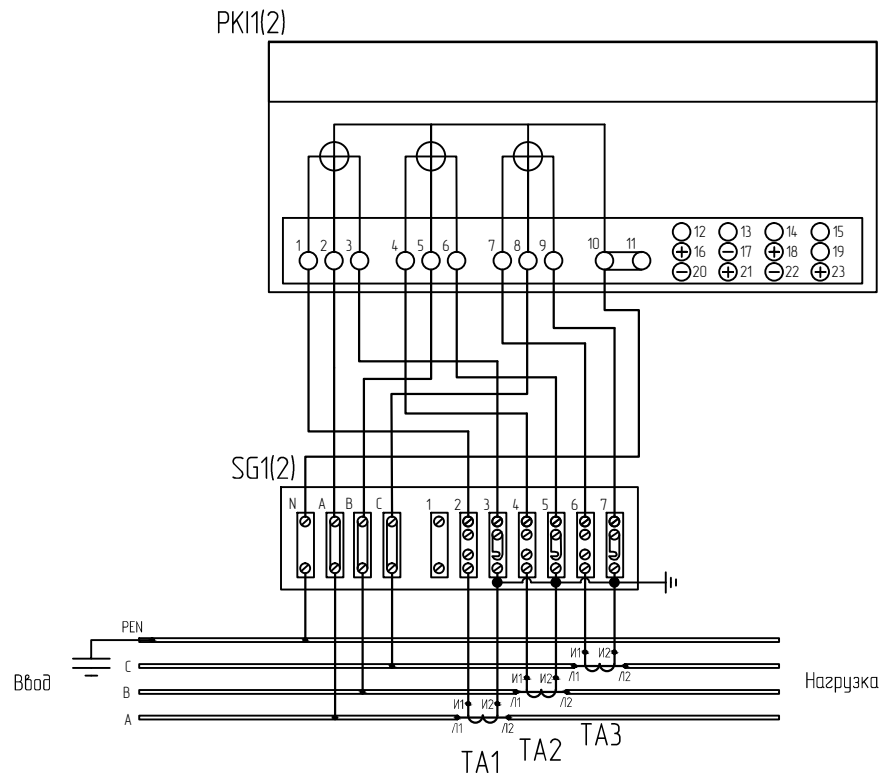 PKI1(2)
1 2 3 4 5 6 7 8 9 10 11
12 13 14 15
16 17 18 19
20 21 22 23
SG1(2)
N A B C 1 2 3 4 5 6 7
PEN
И1 И2
C
Л1 Л2
И1 И2
B
Л1 Л2
И1 И2
A
Л1 Л2
Ввод
Нагрузка
TA1 TA2 TA3